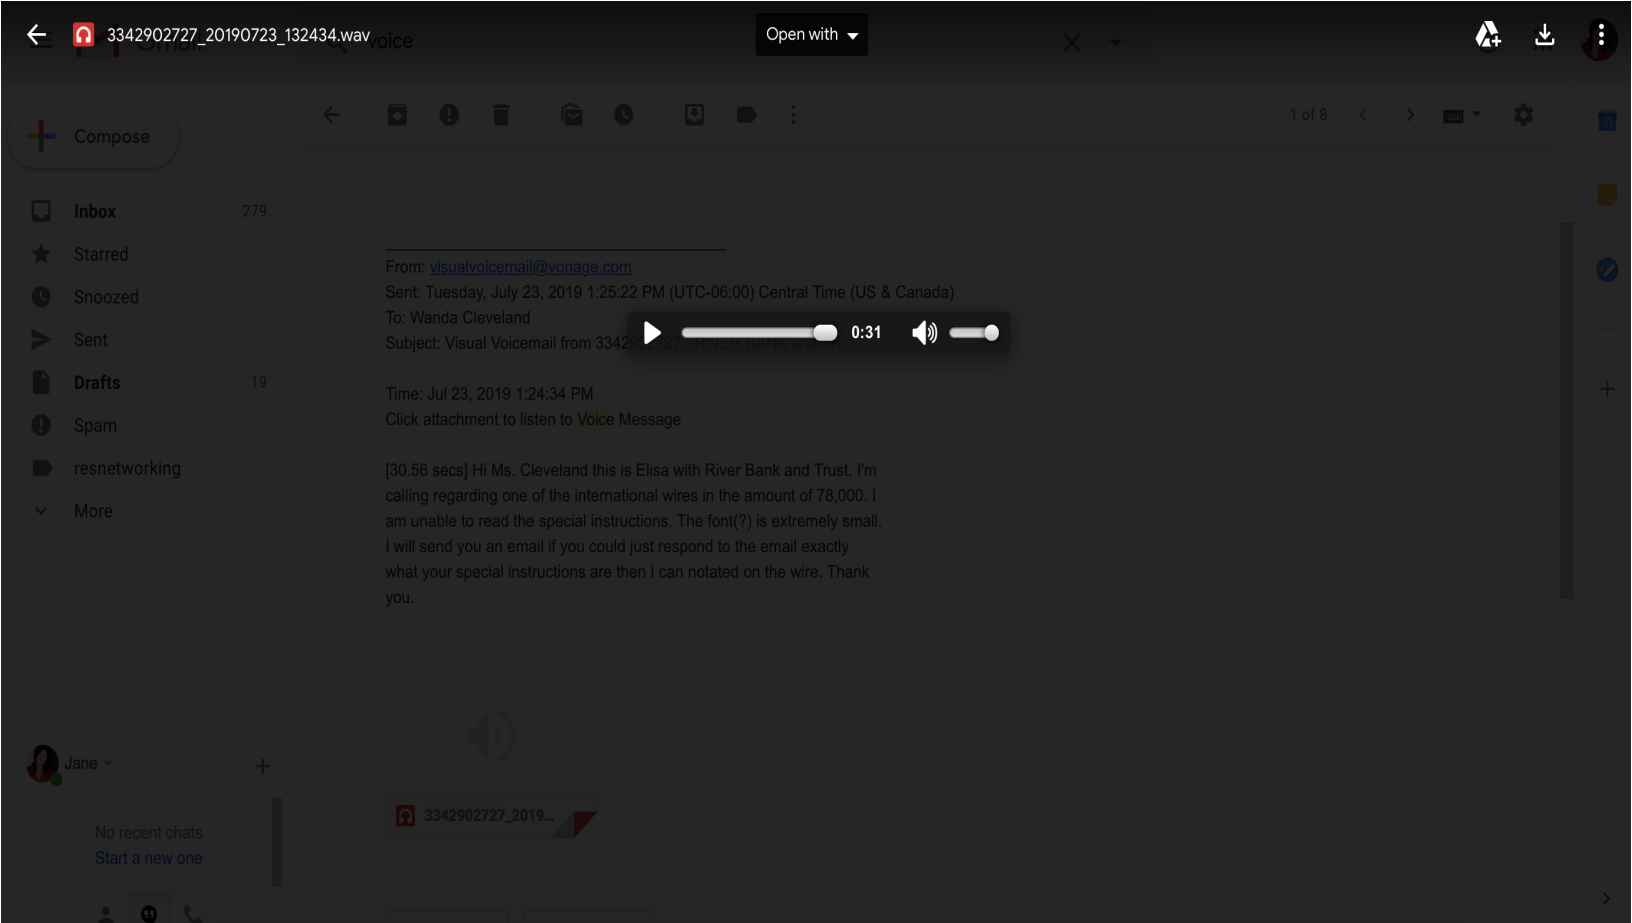 3342902727_20190723_132434.wav
voice
Open with
Compose
1 of 8
31
Inbox 279
Starred
Snoozed
Sent
Drafts 19
Spam
resnetworking
More
From: visualvoicemail@vonage.com
Sent: Tuesday, July 23, 2019 1:25:22 PM (UTC-06:00) Central Time (US & Canada)
To: Wanda Cleveland
Subject: Visual Voicemail from 3342902727 - RIVER BANK and TR
0:31
Time: Jul 23, 2019 1:24:34 PM
Click attachment to listen to Voice Message
[30.56 secs] Hi Ms. Cleveland this is Elisa with River Bank and Trust. I'm
calling regarding one of the international wires in the amount of 78,000. I
am unable to read the special instructions. The font(?) is extremely small.
I will send you an email if you could just respond to the email exactly
what your special instructions are then I can notated on the wire. Thank
you.
3342902727_2019...
Jane
No recent chats
Start a new one